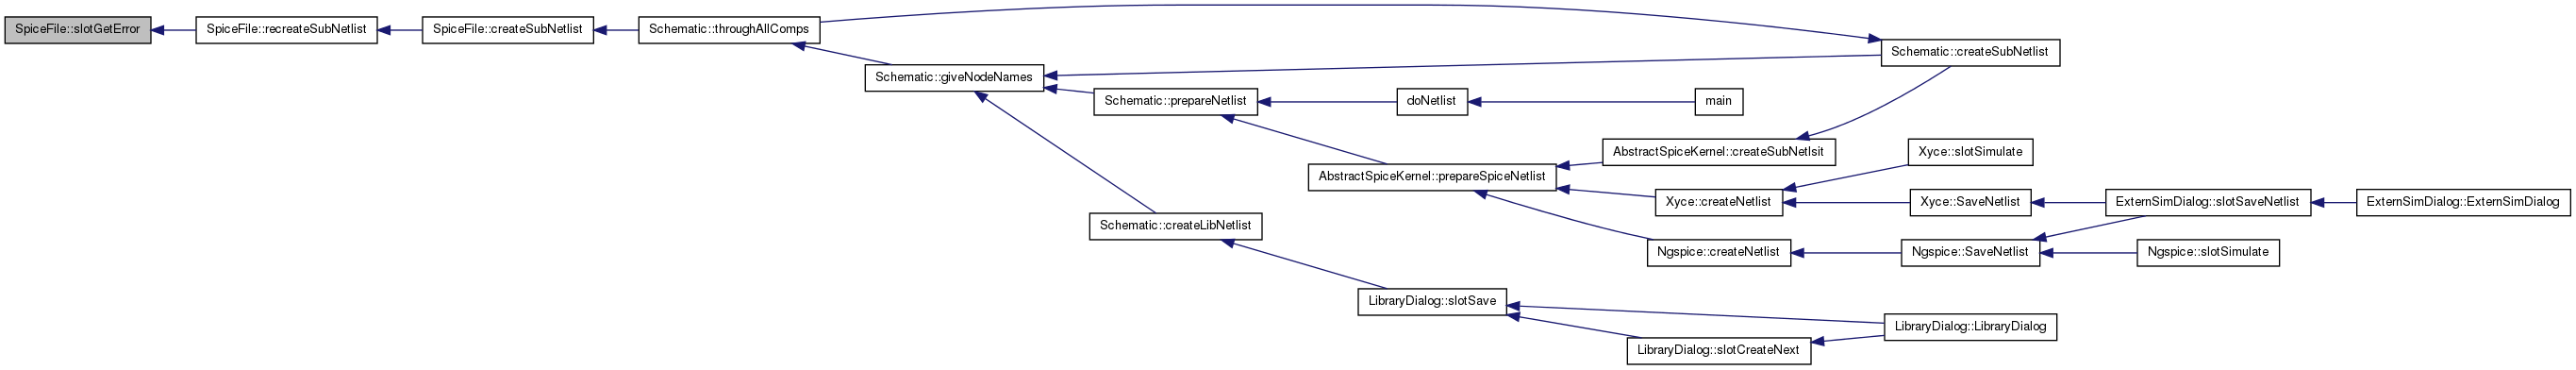 SpiceFile::slotGetError
SpiceFile::recreateSubNetlist
SpiceFile::createSubNetlist
Schematic::throughAllComps
Schematic::createSubNetlist
Schematic::giveNodeNames
Schematic::prepareNetlist
doNetlist
main
AbstractSpiceKernel::createSubNetlsit
Xyce::slotSimulate
AbstractSpiceKernel::prepareSpiceNetlist
Xyce::createNetlist
Xyce::SaveNetlist
ExternSimDialog::slotSaveNetlist
ExternSimDialog::ExternSimDialog
Schematic::createLibNetlist
Ngspice::createNetlist
Ngspice::SaveNetlist
Ngspice::slotSimulate
LibraryDialog::slotSave
LibraryDialog::LibraryDialog
LibraryDialog::slotCreateNext